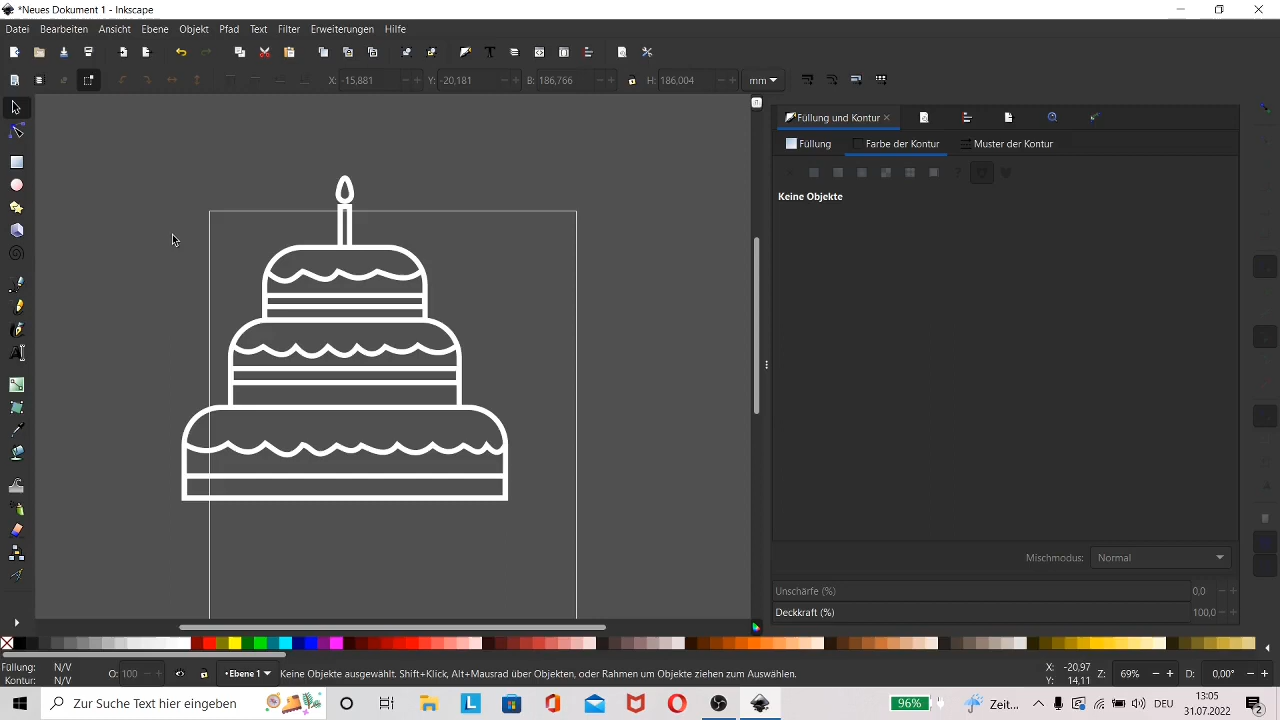 *Neues Dokument 1 - Inkscape
Datei Bearbeiten Ansicht Ebene Objekt Pfad Text Filter Erweiterungen Hilfe
X: -15,881 Y: -20,181 B: 186,766 H: 186,004 mm
Füllung und Kontur
Füllung Farbe der Kontur Muster der Kontur
Keine Objekte
Mischmodus: Normal
Unschärfe (%) 0,0
Deckkraft (%) 100,0
Füllung: N/V
Kontur: N/V
O: 100
Ebene 1
Keine Objekte ausgewählt. Shift+Klick, Alt+Mausrad über Objekten, oder Rahmen um Objekte ziehen zum Auswählen.
X: -20,97
Y: 14,11
Z: 69%
D: 0,00°
Zur Suche Text hier eingeben
96%
Zeit...
DEU
13:05
31.07.2022
2